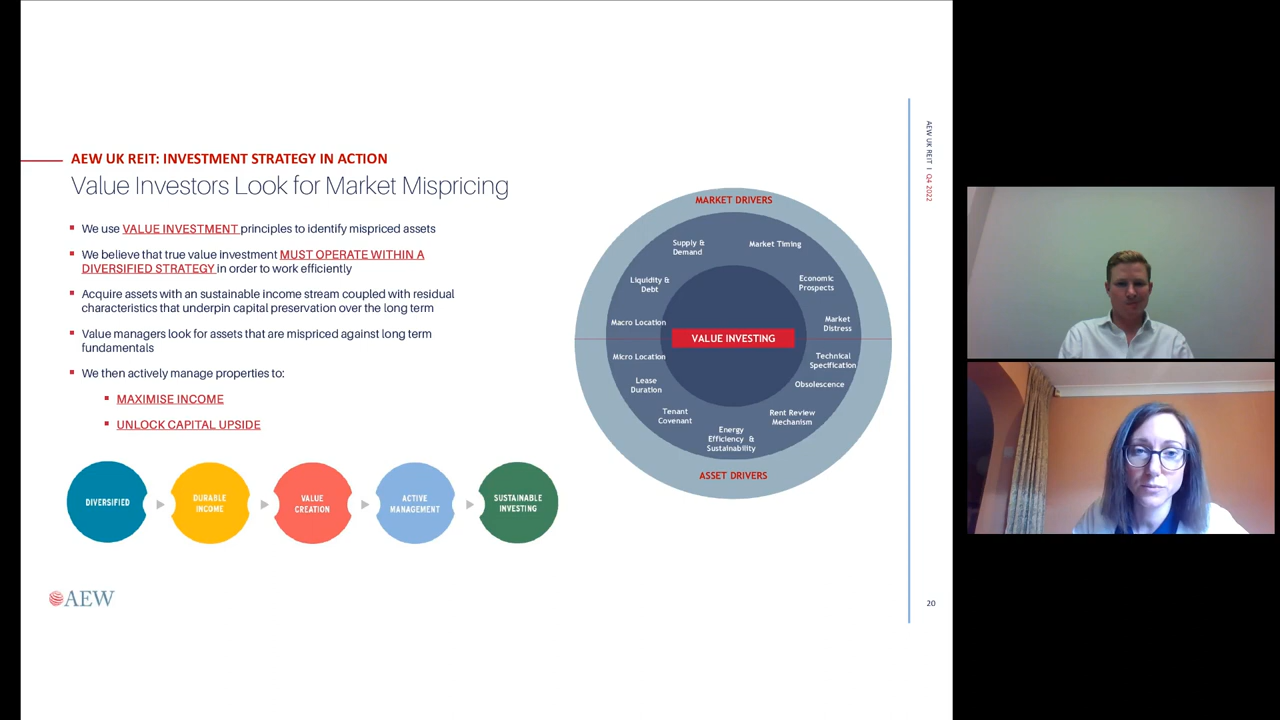 AEW UK REIT: INVESTMENT STRATEGY IN ACTION
Value Investors Look for Market Mispricing
We use VALUE INVESTMENT principles to identify mispriced assets
We believe that true value investment MUST OPERATE WITHIN A
DIVERSIFIED STRATEGY in order to work efficiently
Acquire assets with an sustainable income stream coupled with residual
characteristics that underpin capital preservation over the long term
Value managers look for assets that are mispriced against long term
fundamentals
We then actively manage properties to:
MAXIMISE INCOME
UNLOCK CAPITAL UPSIDE
DIVERSIFIED
DURABLE
INCOME
VALUE
CREATION
ACTIVE
MANAGEMENT
SUSTAINABLE
INVESTING
AEW
MARKET DRIVERS
Supply &
Demand
Market Timing
Liquidity &
Debt
Economic
Prospects
Macro Location
Market
Distress
VALUE INVESTING
Micro Location
Technical
Specification
Lease
Duration
Obsolescence
Tenant
Covenant
Rent Review
Mechanism
Energy
Efficiency &
Sustainability
ASSET DRIVERS
AEW UK REIT I Q4 2022
20